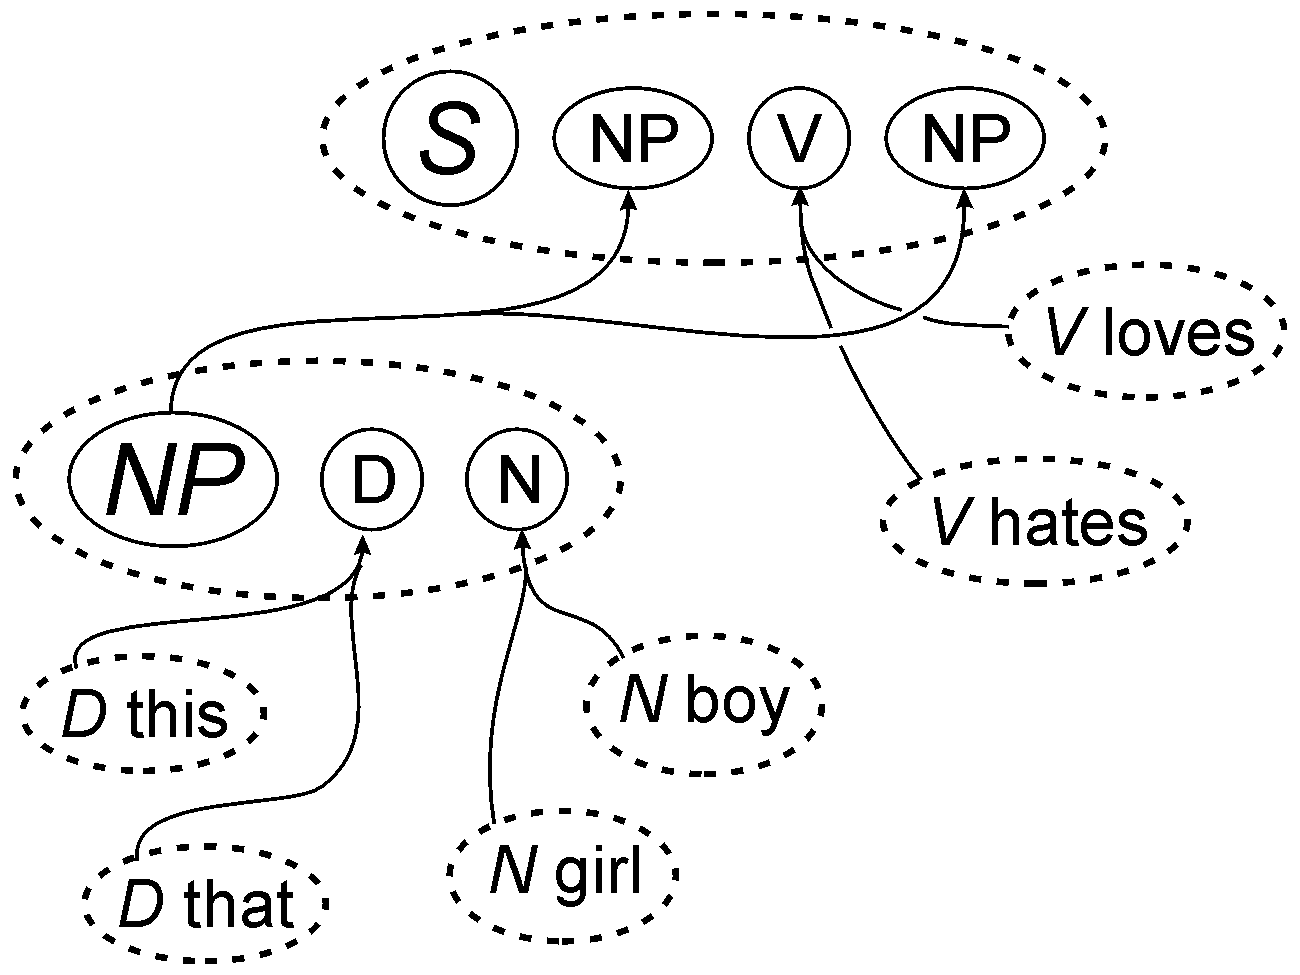 S NP V NP
V loves
NP D N
V hates
D this
N boy
D that
N girl